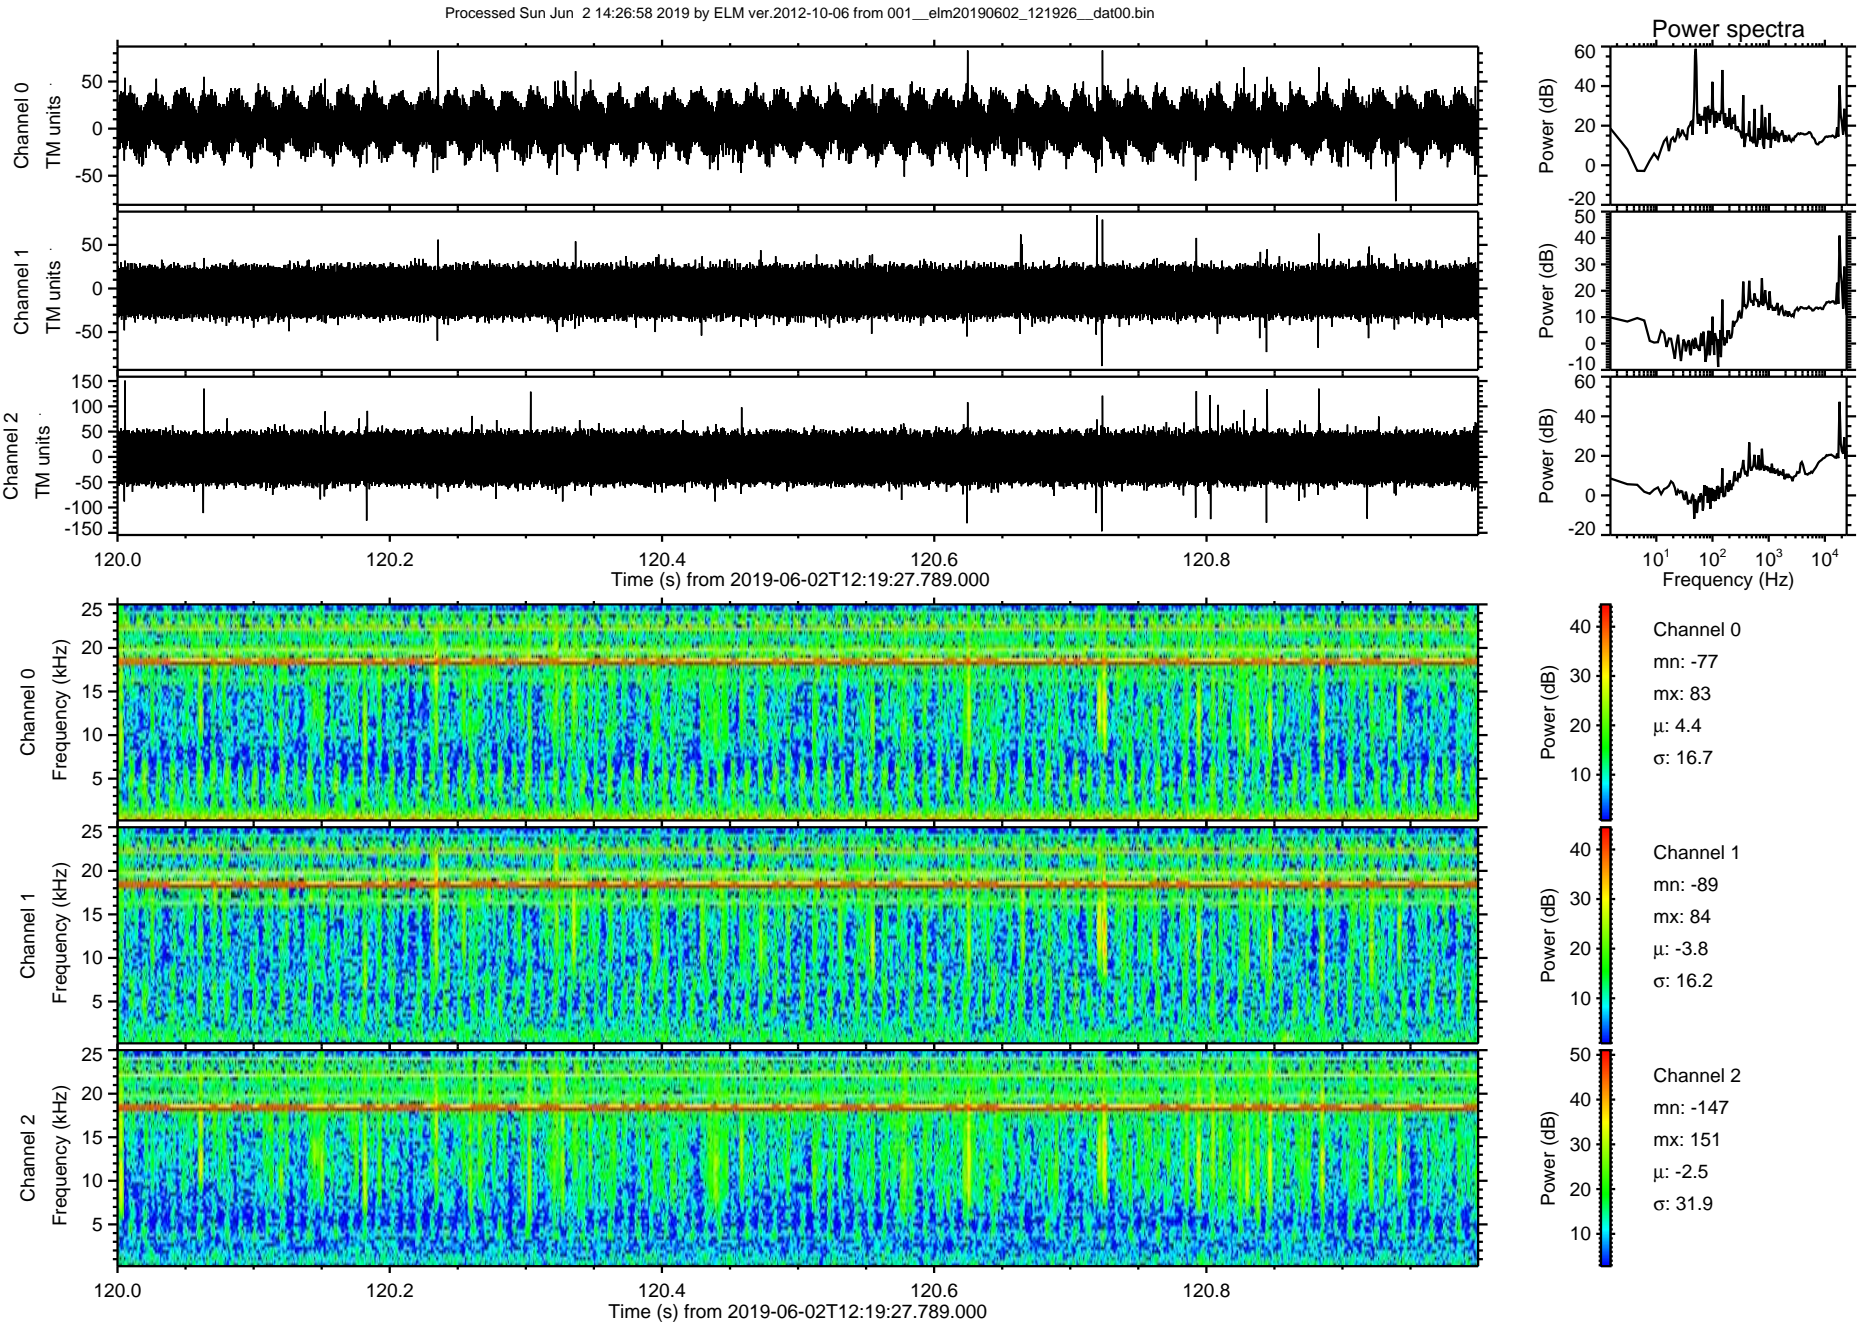 Processed Sun Jun  2 14:26:58 2019 by ELM ver.2012-10-06 from 001__elm20190602_121926__dat00.bin
Power spectra
Channel 0
TM units
50
0
-50
Power (dB)
60
40
20
0
-20
Channel 1
TM units
50
0
-50
Power (dB)
50
40
30
20
10
0
-10
Channel 2
TM units
150
100
50
0
-50
-100
-150
Power (dB)
60
40
20
0
-20
120.0 120.2 120.4 120.6 120.8
Time (s) from 2019-06-02T12:19:27.789.000
10^1 10^2 10^3 10^4
Frequency (Hz)
Channel 0
Frequency (kHz)
25
20
15
10
5
Power (dB)
40
30
20
10
Channel 0
mn: -77
mx: 83
μ: 4.4
σ: 16.7
Channel 1
Frequency (kHz)
25
20
15
10
5
Power (dB)
40
30
20
10
Channel 1
mn: -89
mx: 84
μ: -3.8
σ: 16.2
Channel 2
Frequency (kHz)
25
20
15
10
5
Power (dB)
50
40
30
20
10
Channel 2
mn: -147
mx: 151
μ: -2.5
σ: 31.9
120.0 120.2 120.4 120.6 120.8
Time (s) from 2019-06-02T12:19:27.789.000